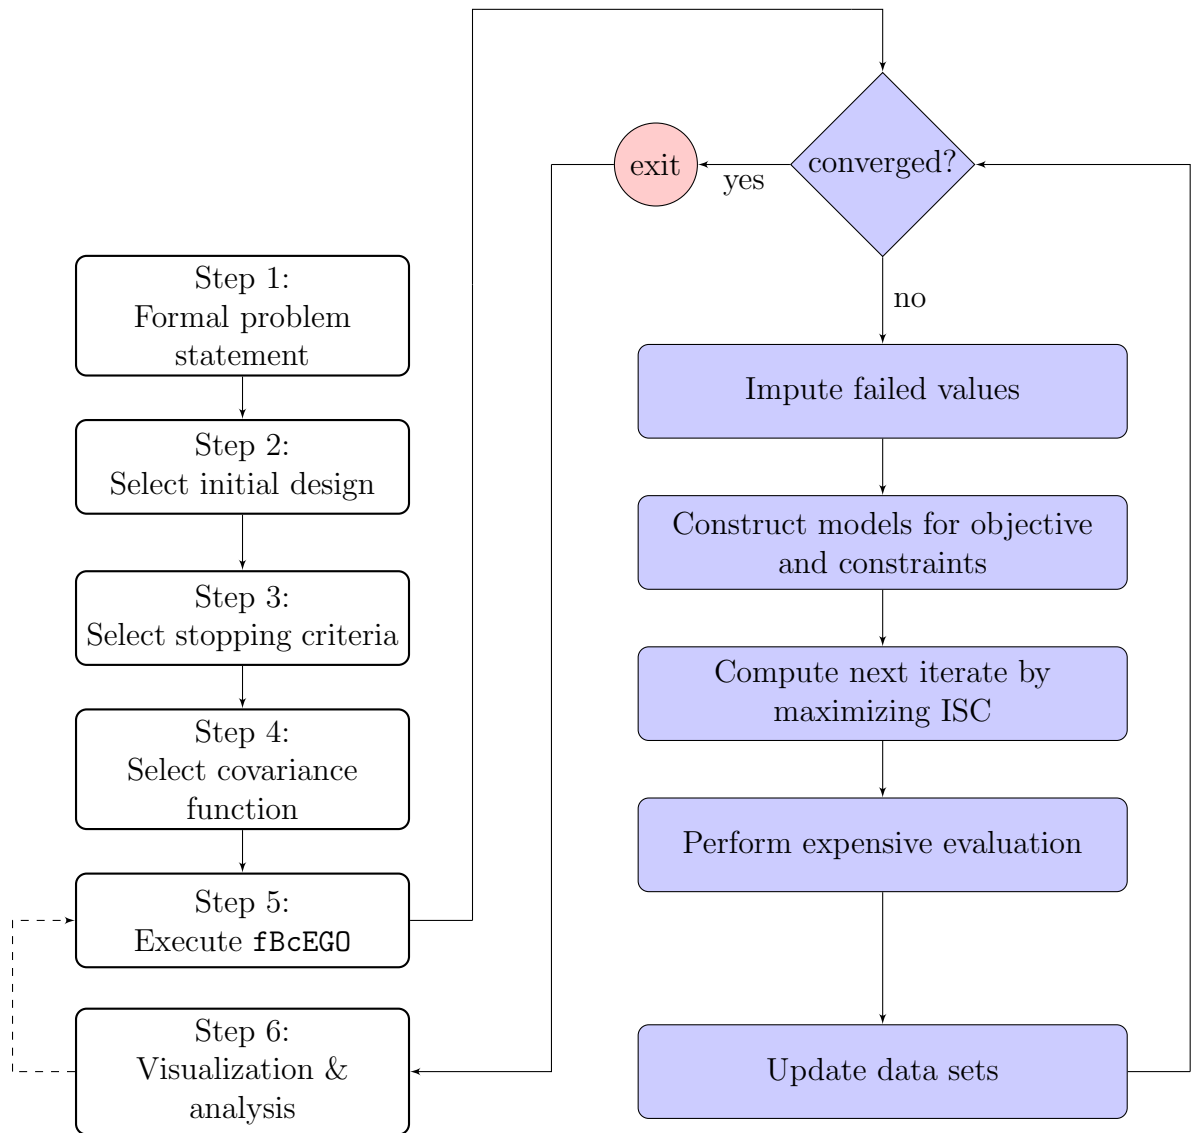 Step 1:
Formal problem
statement
Step 2:
Select initial design
Step 3:
Select stopping criteria
Step 4:
Select covariance
function
Step 5:
Execute fBcEGO
Step 6:
Visualization &
analysis
converged?
yes
exit
no
Impute failed values
Construct models for objective
and constraints
Compute next iterate by
maximizing ISC
Perform expensive evaluation
Update data sets